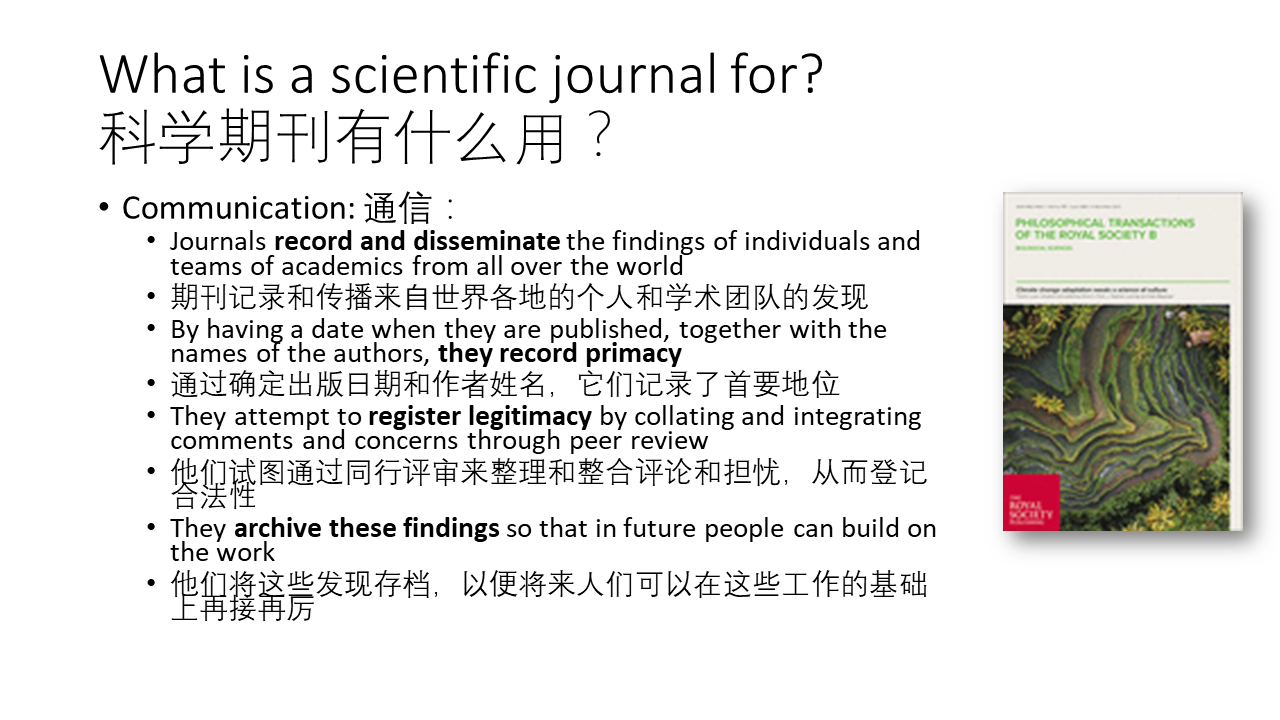 What is a scientific journal for?
科学期刊有什么用？
• Communication: 通信：
• Journals record and disseminate the findings of individuals and
teams of academics from all over the world
• 期刊记录和传播来自世界各地的个人和学术团队的发现
• By having a date when they are published, together with the
names of the authors, they record primacy
• 通过确定出版日期和作者姓名，它们记录了首要地位
• They attempt to register legitimacy by collating and integrating
comments and concerns through peer review
• 他们试图通过同行评审来整理和整合评论和担忧，从而登记
合法性
• They archive these findings so that in future people can build on
the work
• 他们将这些发现存档，以便将来人们可以在这些工作的基础
上再接再厉
PHILOSOPHICAL TRANSACTIONS
OF THE ROYAL SOCIETY B
BIOLOGICAL SCIENCES
Climate change adaptation needs a science of culture
THE
ROYAL
SOCIETY
PUBLISHING